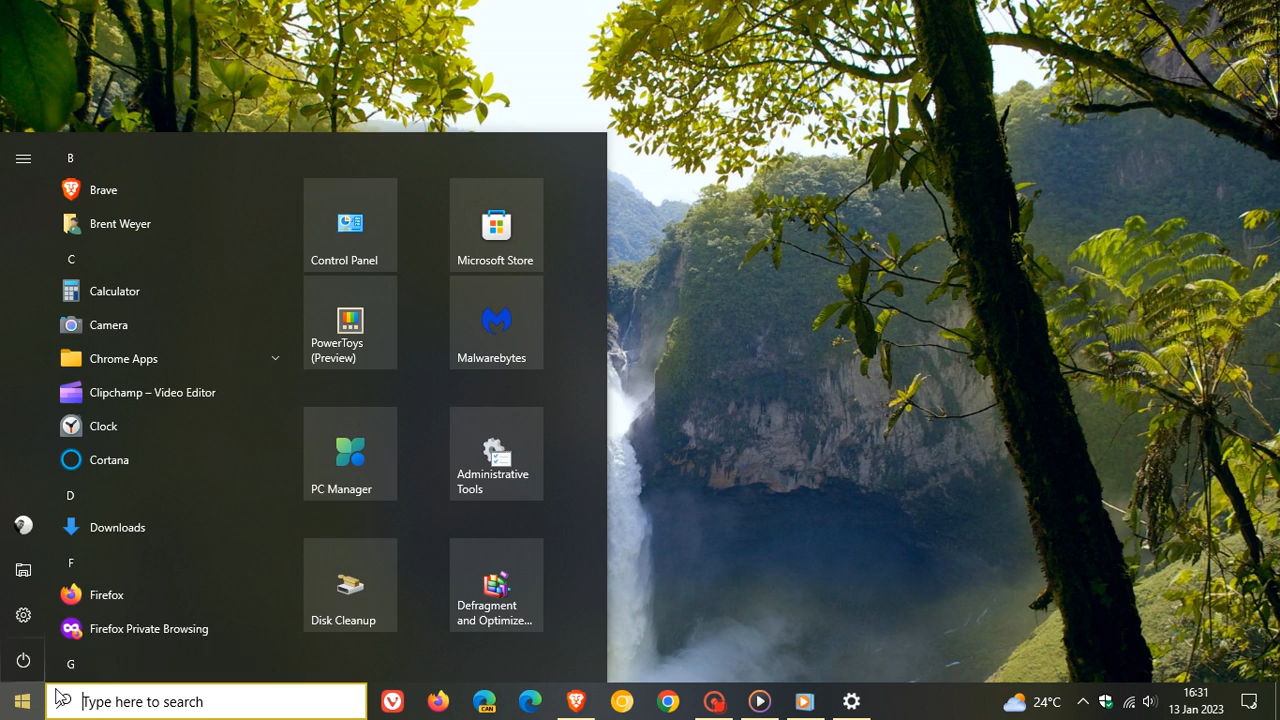 B
Brave
Brent Weyer
C
Calculator
Camera
Chrome Apps
Clipchamp – Video Editor
Clock
Cortana
D
Downloads
F
Firefox
Firefox Private Browsing
G
Control Panel
Microsoft Store
PowerToys
(Preview)
Malwarebytes
PC Manager
Administrative
Tools
Disk Cleanup
Defragment
and Optimize...
Type here to search
CAN
24°C
16:31
13 Jan 2023